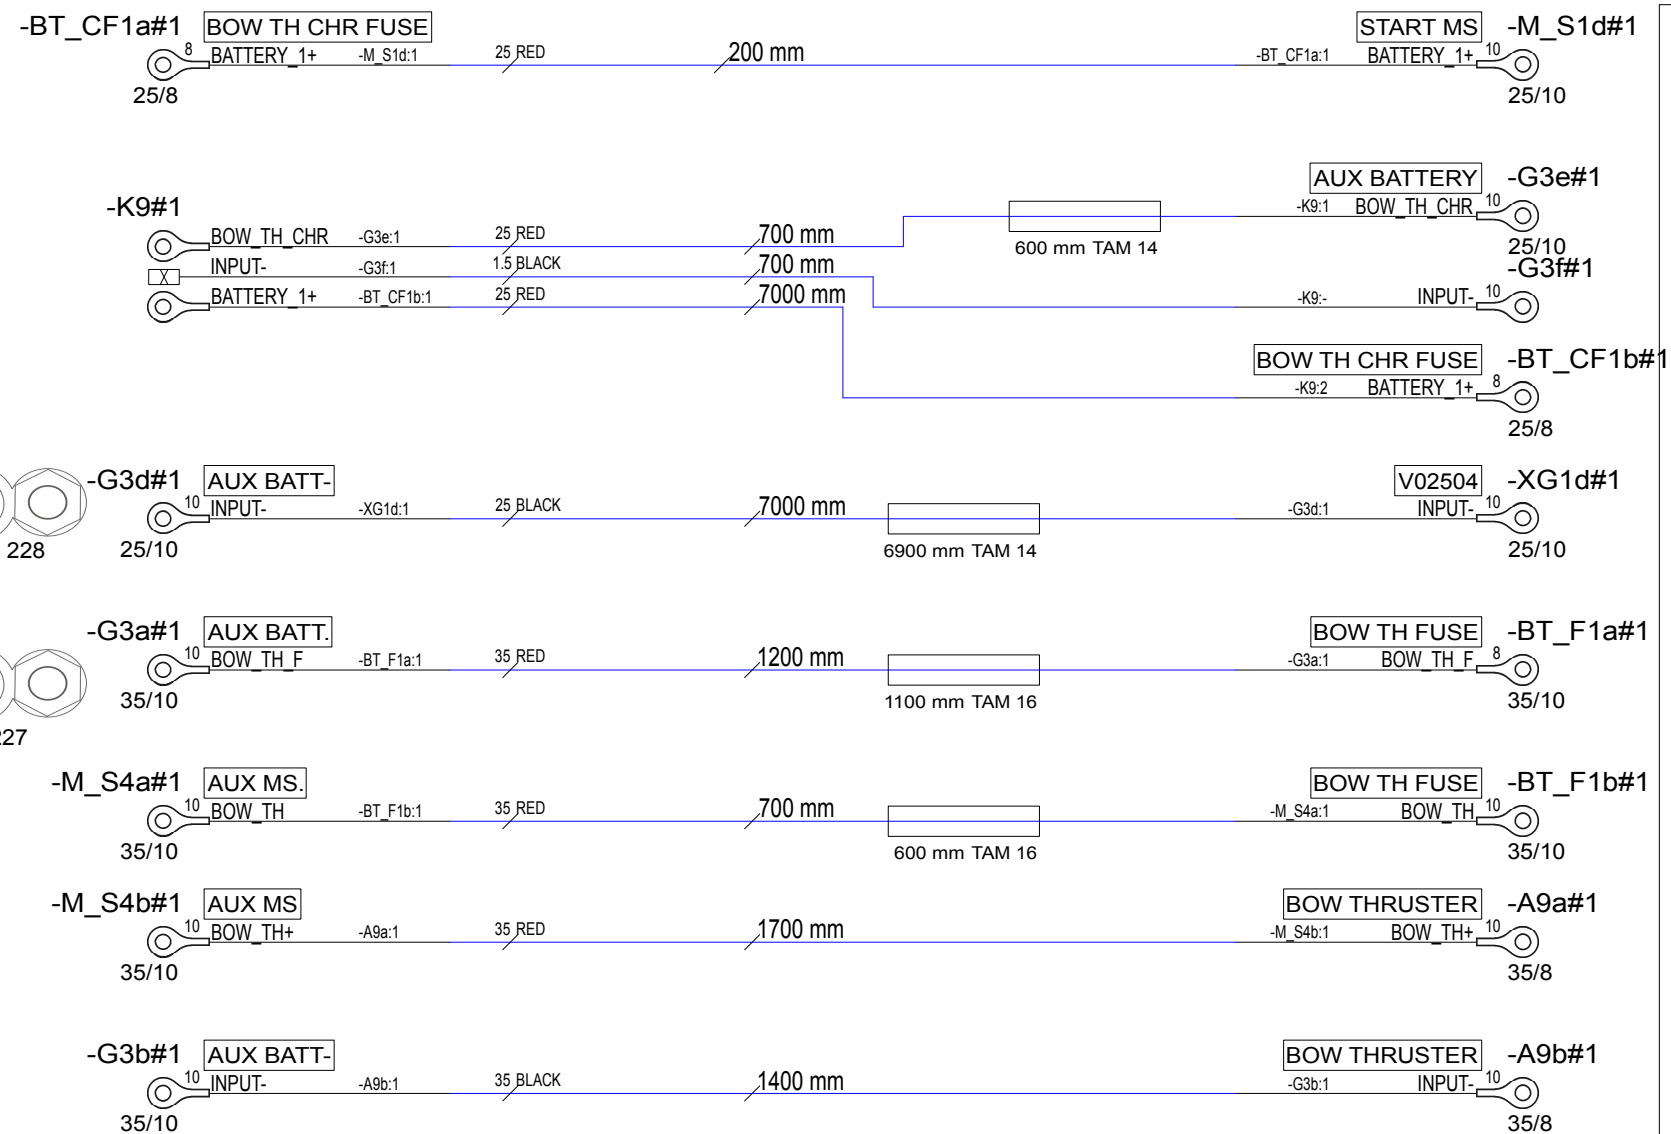 -BT_CF1a#1 BOW TH CHR FUSE START MS -M_S1d#1
8 BATTERY_1+ -M_S1d:1 25 RED 200 mm -BT_CF1a:1 BATTERY_1+ 10
25/8 25/10
AUX BATTERY -G3e#1
-K9#1 -K9:1 BOW_TH_CHR 10
BOW_TH_CHR -G3e:1 25 RED 700 mm 600 mm TAM 14 25/10
INPUT- -G3f:1 1.5 BLACK 700 mm -G3f#1
X
BATTERY_1+ -BT_CF1b:1 25 RED 7000 mm -K9:- INPUT- 10
BOW TH CHR FUSE -BT_CF1b#1
-K9:2 BATTERY_1+ 8
25/8
-G3d#1 AUX BATT- V02504 -XG1d#1
10 INPUT- -XG1d:1 25 BLACK 7000 mm -G3d:1 INPUT- 10
228 25/10 6900 mm TAM 14 25/10
-G3a#1 AUX BATT. BOW TH FUSE -BT_F1a#1
10 BOW_TH_F -BT_F1a:1 35 RED 1200 mm -G3a:1 BOW_TH_F 8
35/10 1100 mm TAM 16 35/10
227
-M_S4a#1 AUX MS. BOW TH FUSE -BT_F1b#1
10 BOW_TH -BT_F1b:1 35 RED 700 mm -M_S4a:1 BOW_TH 10
35/10 600 mm TAM 16 35/10
-M_S4b#1 AUX MS BOW THRUSTER -A9a#1
10 BOW_TH+ -A9a:1 35 RED 1700 mm -M_S4b:1 BOW_TH+ 10
35/10 35/8
-G3b#1 AUX BATT- BOW THRUSTER -A9b#1
10 INPUT- -A9b:1 35 BLACK 1400 mm -G3b:1 INPUT- 10
35/10 35/8